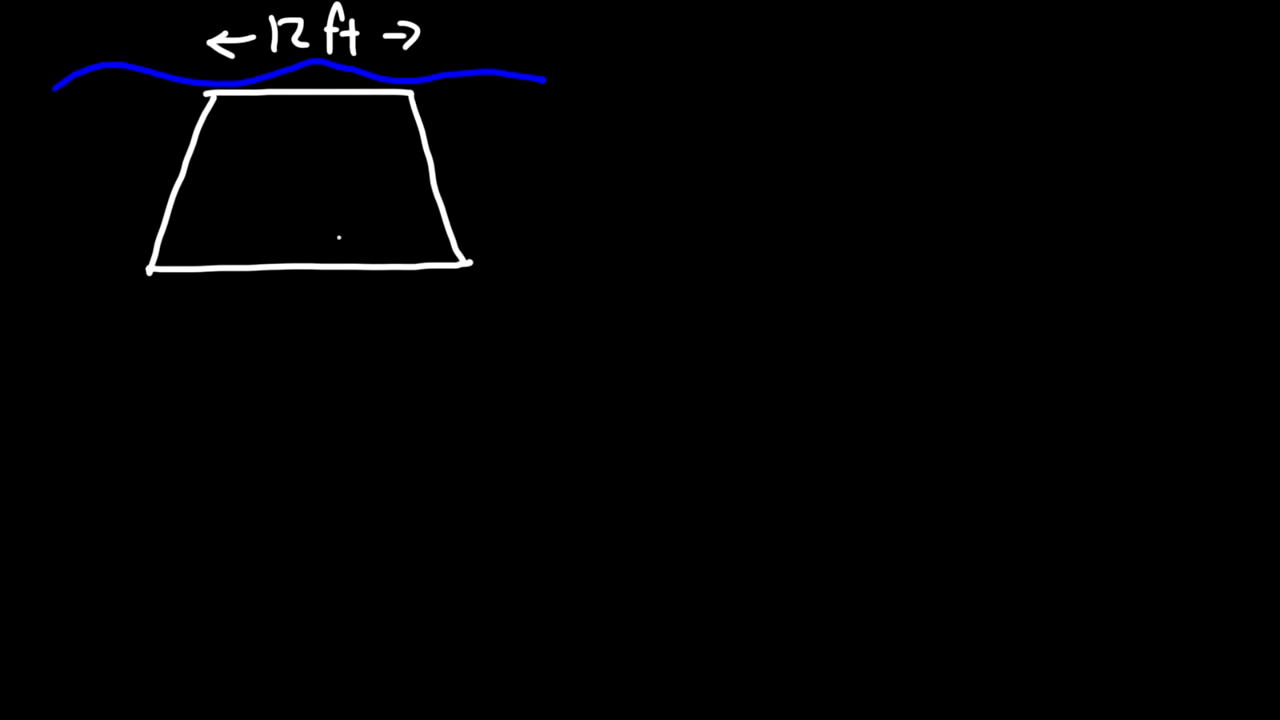 ← 12 ft →